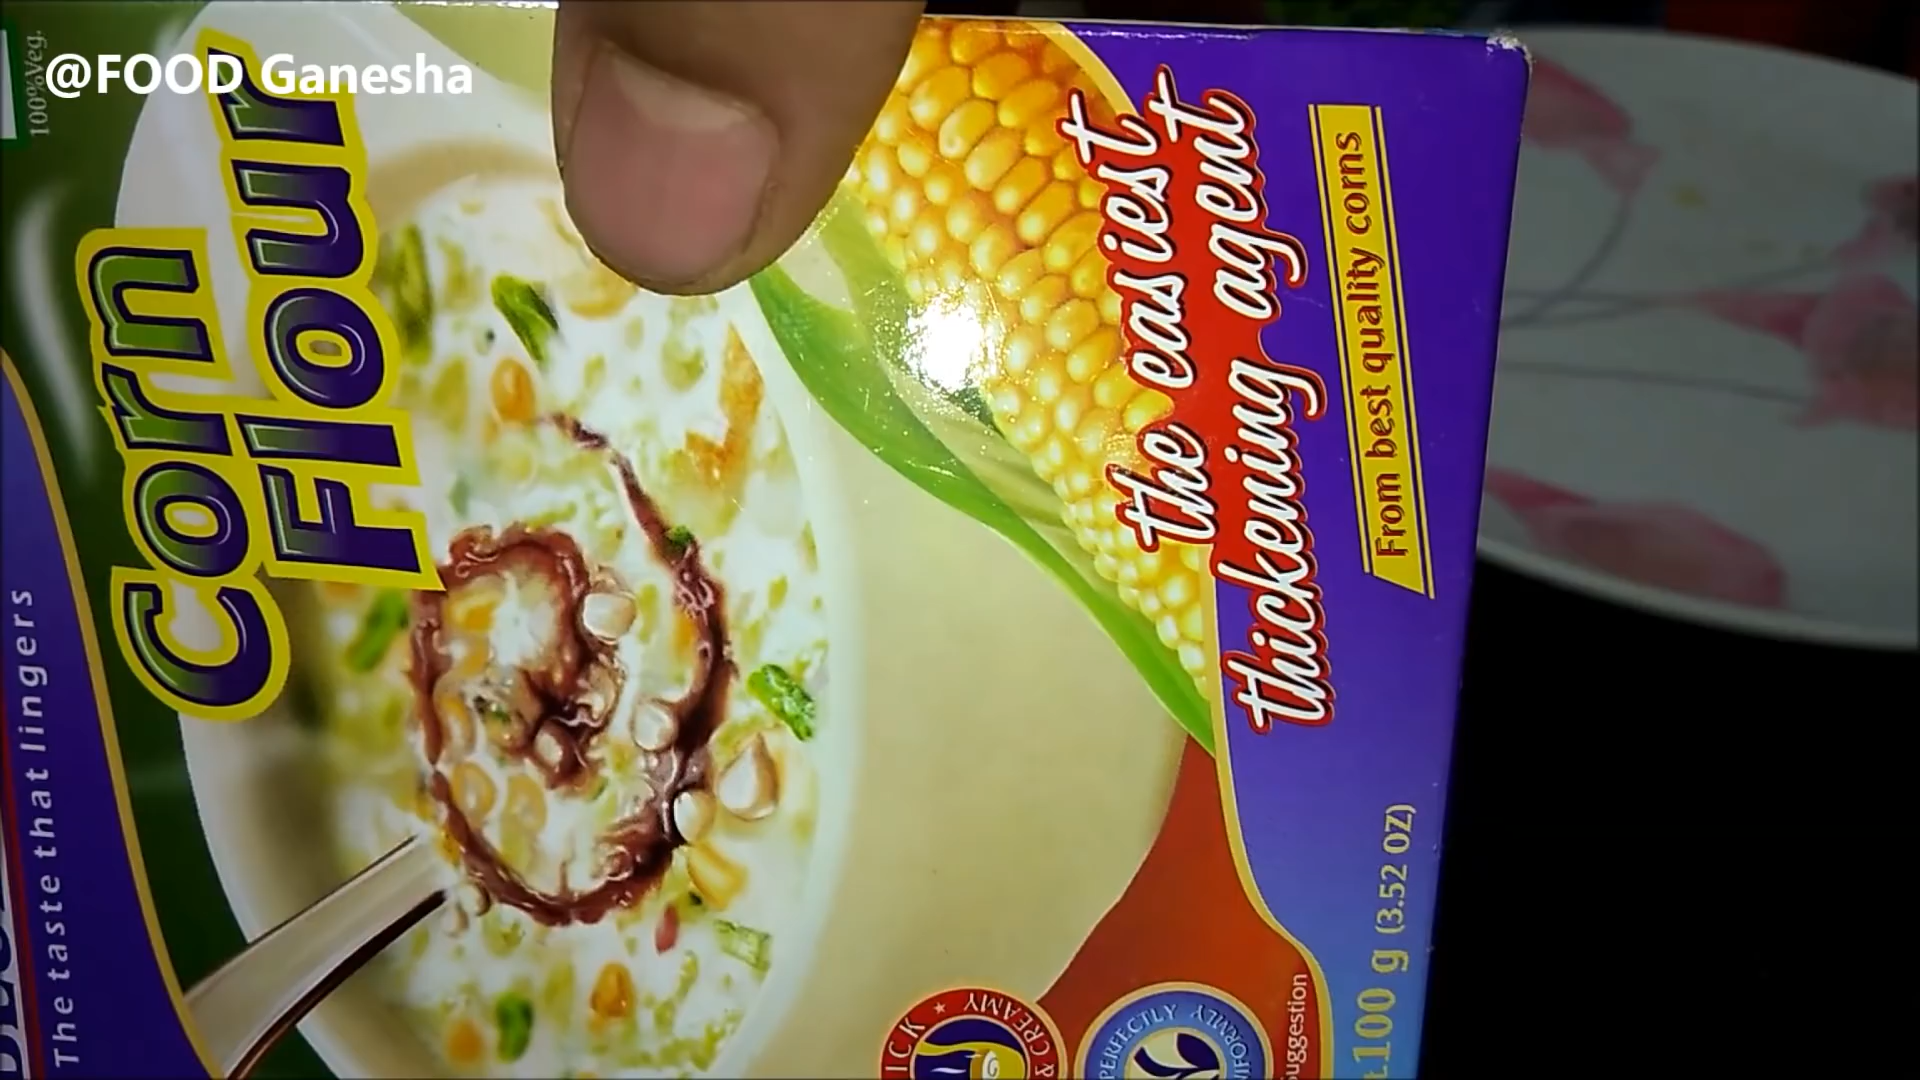 @FOOD Ganesha
100%Veg.
The taste that lingers
Corn
Flour
the easiest
thickening agent
From best quality corns
100 g (3.52 OZ)
& CREAMY
PERFECTLY